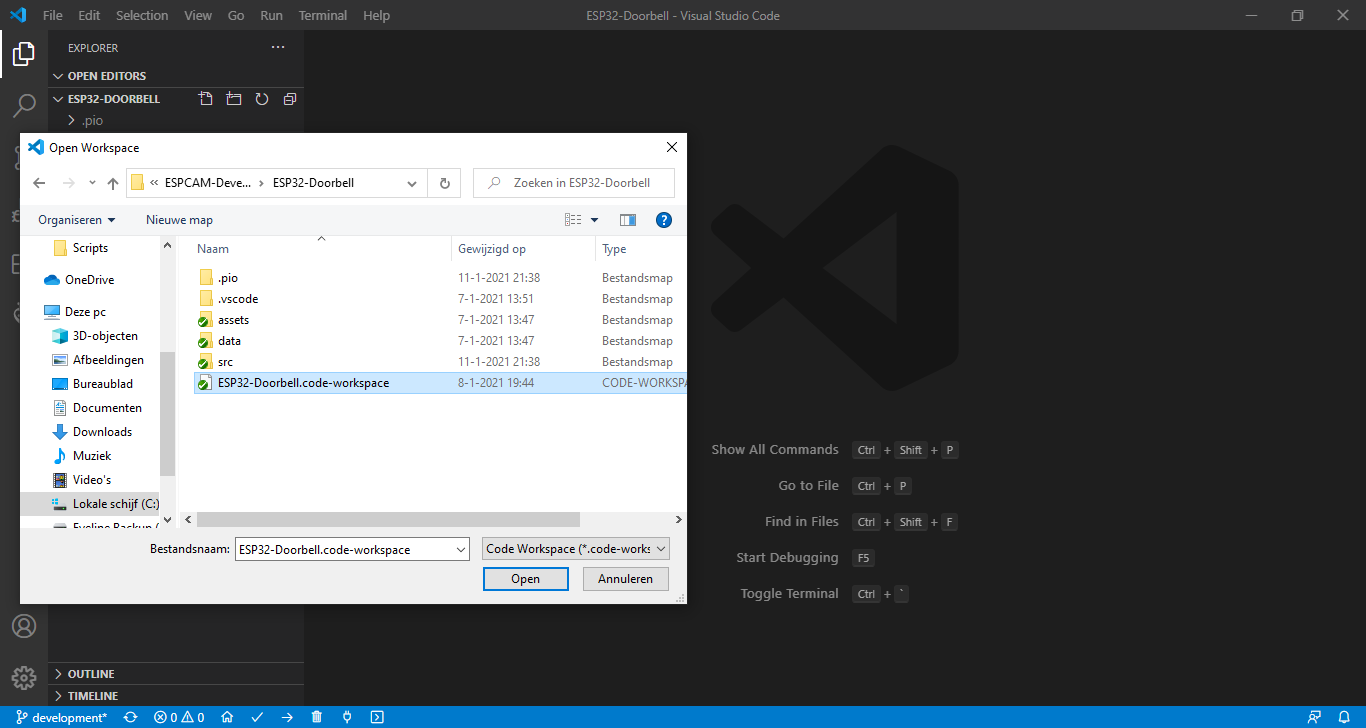 File Edit Selection View Go Run Terminal Help ESP32-Doorbell - Visual Studio Code
EXPLORER
OPEN EDITORS
ESP32-DOORBELL
.pio
Open Workspace
« ESPCAM-Deve... › ESP32-Doorbell Zoeken in ESP32-Doorbell
Organiseren Nieuwe map
Naam Gewijzigd op Type
Scripts
OneDrive
Deze pc
3D-objecten
Afbeeldingen
Bureaublad
Documenten
Downloads
Muziek
Video's
Lokale schijf (C:)
Eveline Backup (
.pio 11-1-2021 21:38 Bestandsmap
.vscode 7-1-2021 13:51 Bestandsmap
assets 7-1-2021 13:47 Bestandsmap
data 7-1-2021 13:47 Bestandsmap
src 11-1-2021 21:38 Bestandsmap
ESP32-Doorbell.code-workspace 8-1-2021 19:44 CODE-WORKSPA
Bestandsnaam: ESP32-Doorbell.code-workspace Code Workspace (*.code-works
Open Annuleren
Show All Commands Ctrl + Shift + P
Go to File Ctrl + P
Find in Files Ctrl + Shift + F
Start Debugging F5
Toggle Terminal Ctrl + `
OUTLINE
TIMELINE
development* 0 0